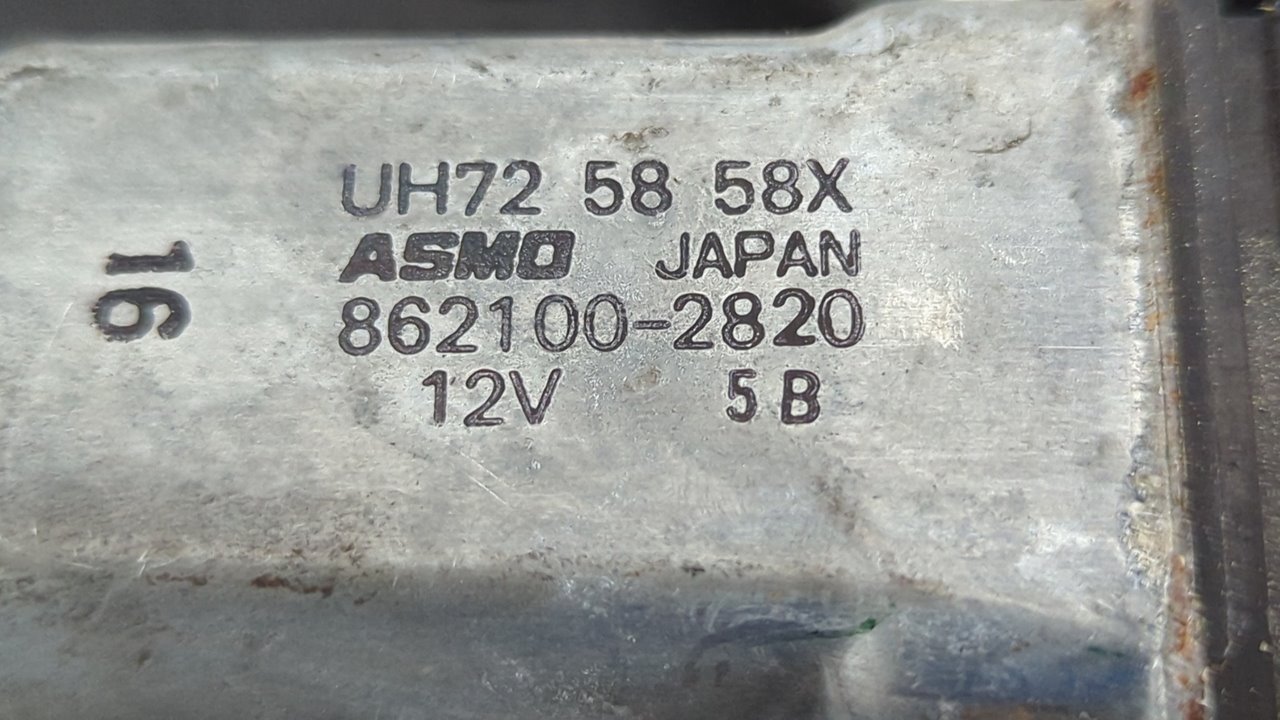 UH72 58 58X
ASMO JAPAN
862100-2820
12V 5B
16